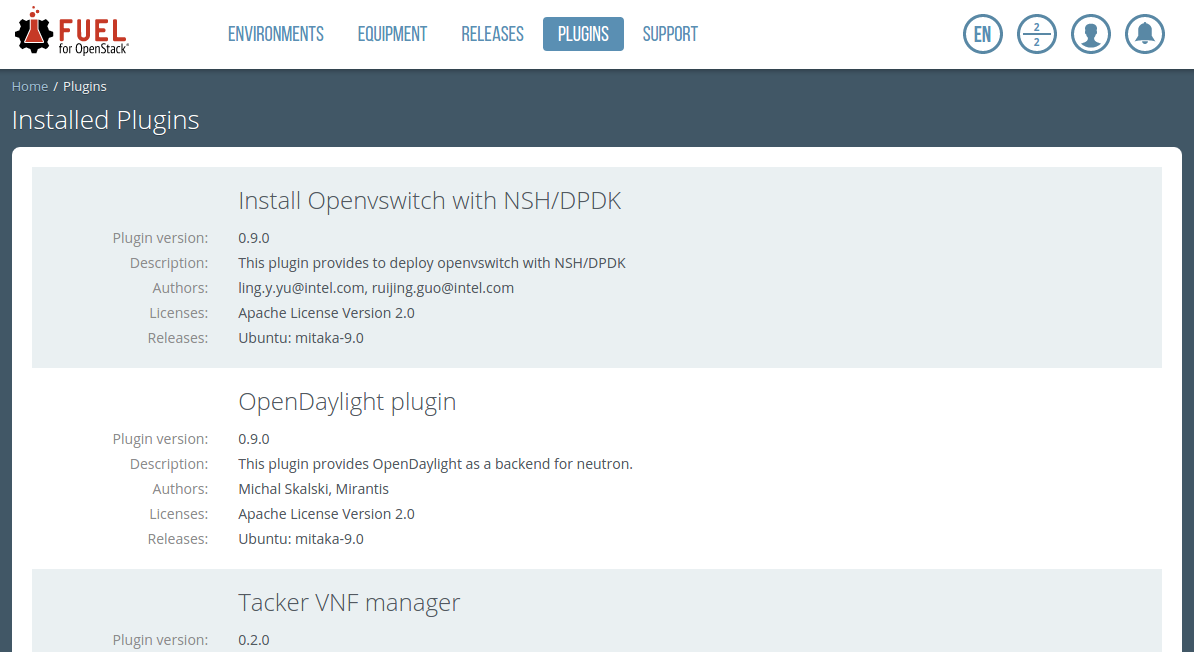 FUEL
for OpenStack
ENVIRONMENTS EQUIPMENT RELEASES PLUGINS SUPPORT EN 2 2
Home / Plugins
Installed Plugins
Install Openvswitch with NSH/DPDK
Plugin version: 0.9.0
Description: This plugin provides to deploy openvswitch with NSH/DPDK
Authors: ling.y.yu@intel.com, ruijing.guo@intel.com
Licenses: Apache License Version 2.0
Releases: Ubuntu: mitaka-9.0
OpenDaylight plugin
Plugin version: 0.9.0
Description: This plugin provides OpenDaylight as a backend for neutron.
Authors: Michal Skalski, Mirantis
Licenses: Apache License Version 2.0
Releases: Ubuntu: mitaka-9.0
Tacker VNF manager
Plugin version: 0.2.0